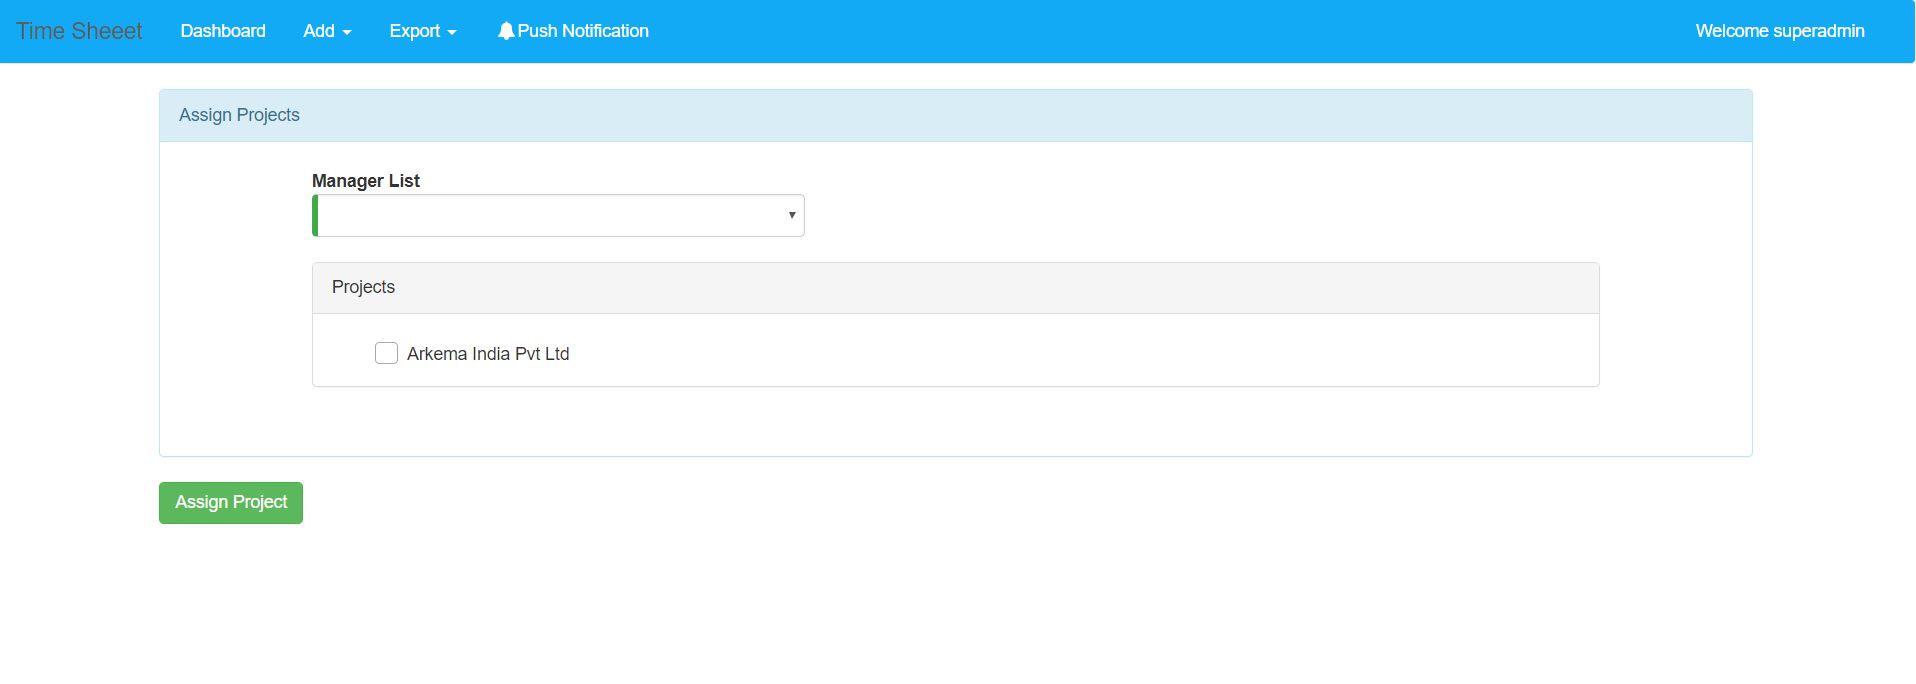 Time Sheeet Dashboard Add Export Push Notification Welcome superadmin
Assign Projects
Manager List
Projects
Arkema India Pvt Ltd
Assign Project